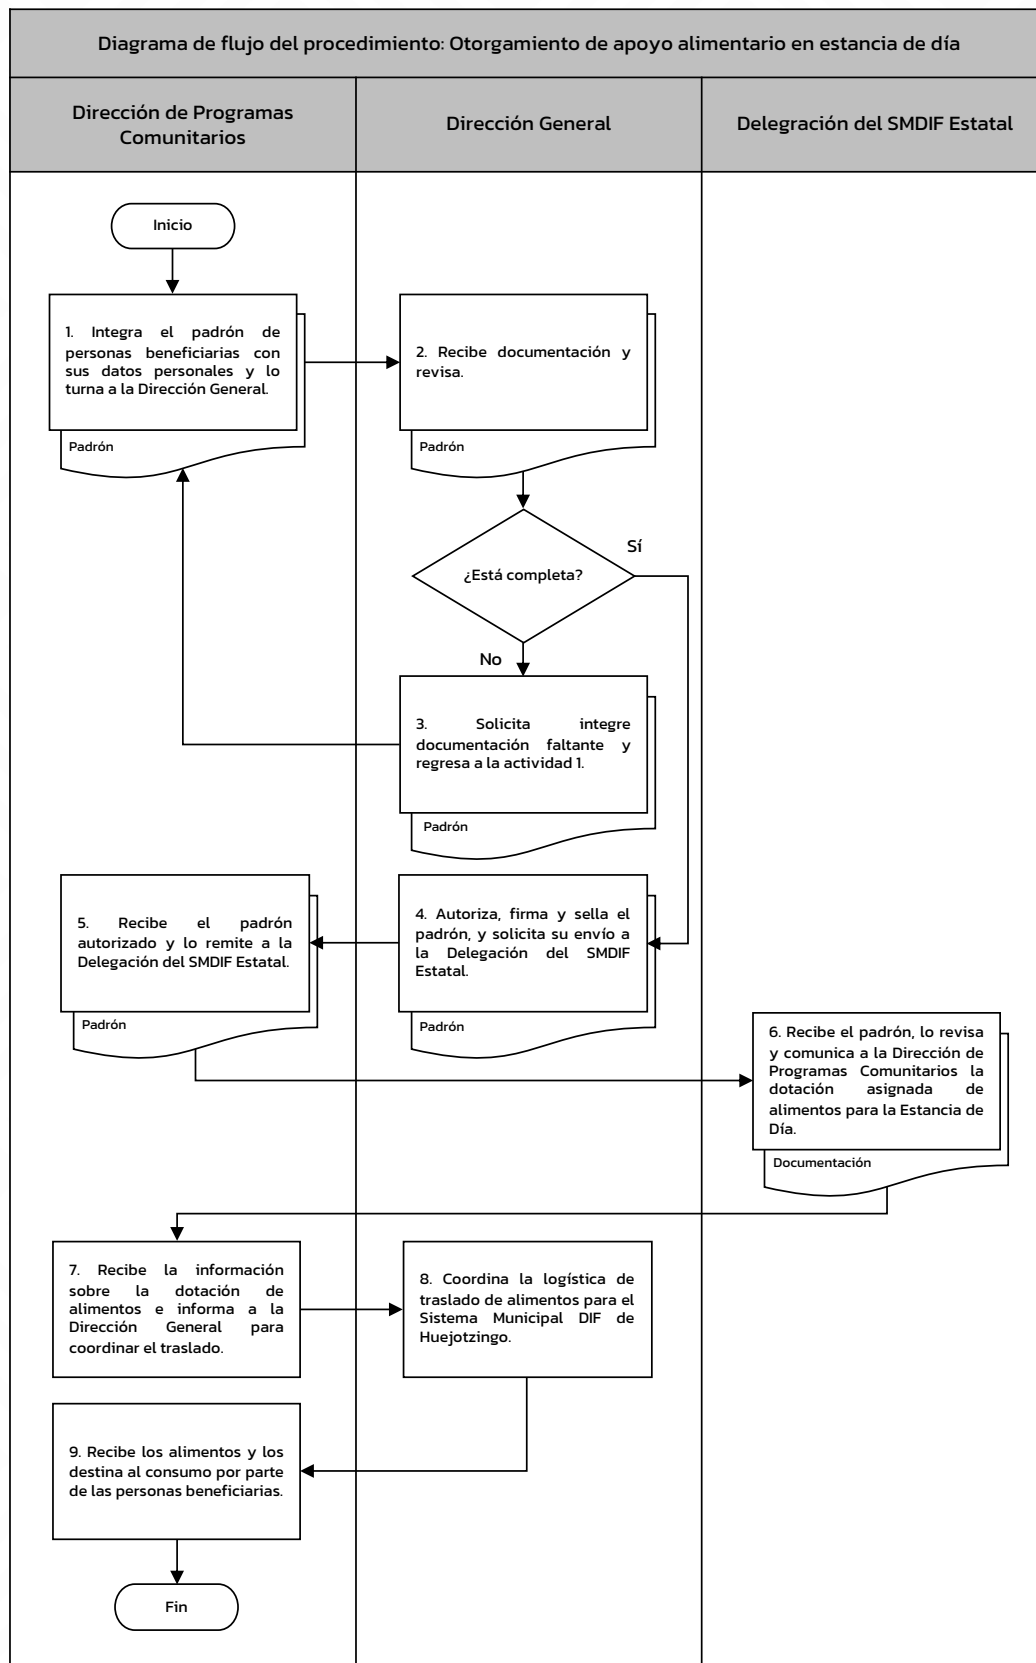 Diagrama de flujo del procedimiento: Otorgamiento de apoyo alimentario en estancia de día
Dirección de Programas
Comunitarios
Dirección General
Delegración del SMDIF Estatal
Inicio
1. Integra el padrón de
personas beneficiarias con
sus datos personales y lo
turna a la Dirección General.
Padrón
2. Recibe documentación y
revisa.
Padrón
¿Está completa?
Sí
No
3. Solicita integre
documentación faltante y
regresa a la actividad 1.
Padrón
4. Autoriza, firma y sella el
padrón, y solicita su envío a
la Delegación del SMDIF
Estatal.
Padrón
5. Recibe el padrón
autorizado y lo remite a la
Delegación del SMDIF Estatal.
Padrón
6. Recibe el padrón, lo revisa
y comunica a la Dirección de
Programas Comunitarios la
dotación asignada de
alimentos para la Estancia de
Día.
Documentación
7. Recibe la información
sobre la dotación de
alimentos e informa a la
Dirección General para
coordinar el traslado.
8. Coordina la logística de
traslado de alimentos para el
Sistema Municipal DIF de
Huejotzingo.
9. Recibe los alimentos y los
destina al consumo por parte
de las personas beneficiarias.
Fin